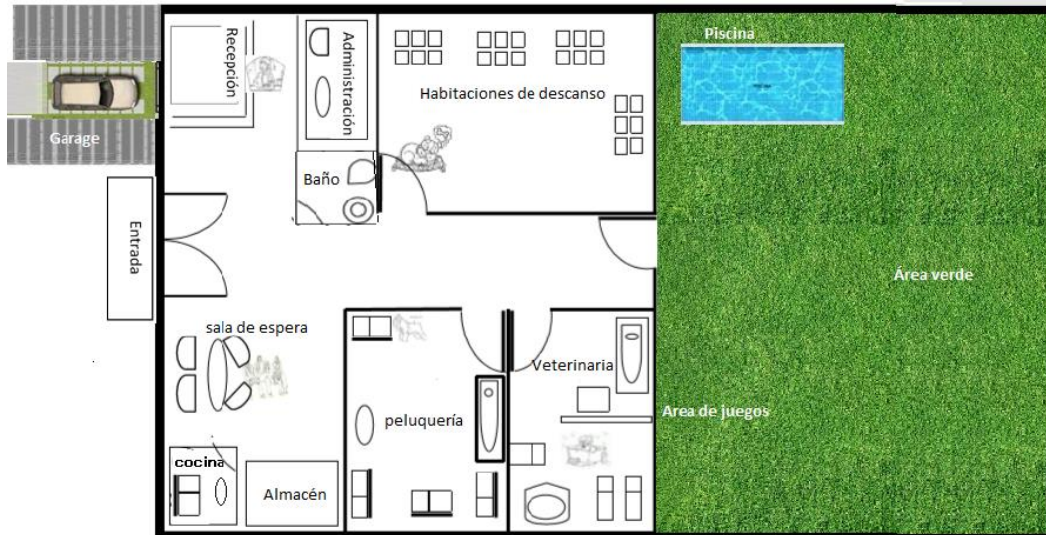 Recepción
Administración
Piscina
Habitaciones de descanso
Garage
Baño
Entrada
Área verde
sala de espera
Veterinaria
Area de juegos
peluquería
cocina
Almacén